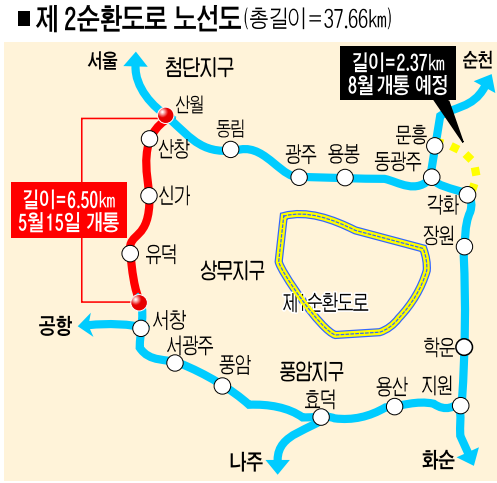 ■ 제 2순환도로 노선도(총길이=37.66km)
서울
첨단지구
길이=2.37km
8월 개통 예정
순천
산월
동림
문흥
산창
광주
용봉
동광주
길이=6.50km
5월15일 개통
신가
각화
장원
유덕
상무지구
제1순환도로
공항
서창
서광주
학운
풍암
풍암지구
효덕
용산
지원
나주
화순